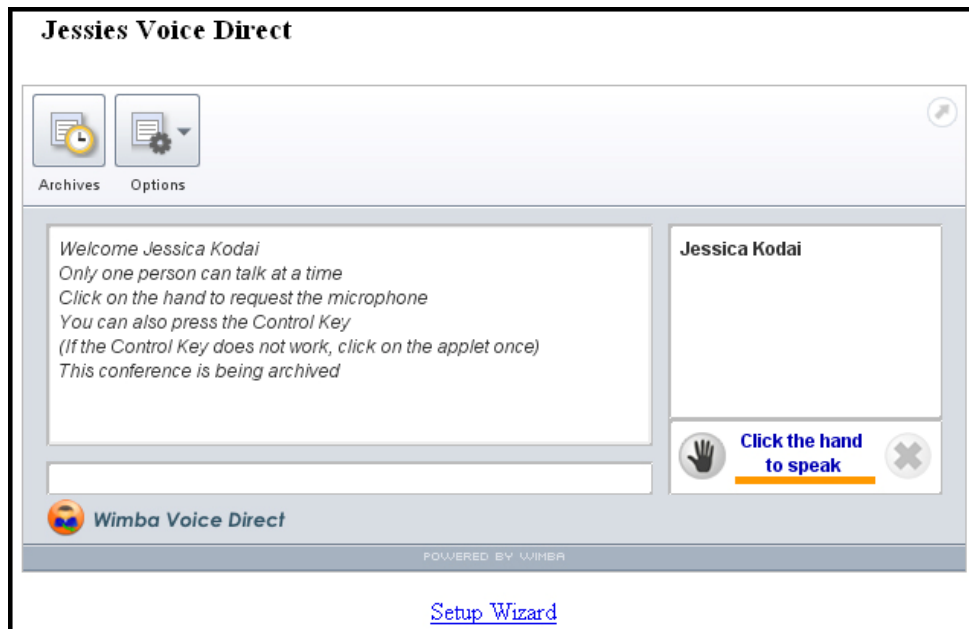 Jessies Voice Direct
Archives
Options
Welcome Jessica Kodai
Only one person can talk at a time
Click on the hand to request the microphone
You can also press the Control Key
(If the Control Key does not work, click on the applet once)
This conference is being archived
Jessica Kodai
Click the hand
to speak
Wimba Voice Direct
POWERED BY WIMBA
Setup Wizard